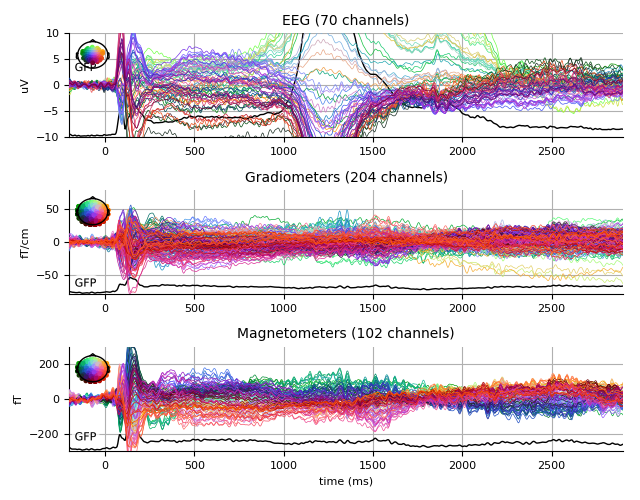 EEG (70 channels)
10
5
0
−5
−10
uV
GFP
0 500 1000 1500 2000 2500
Gradiometers (204 channels)
50
0
−50
fT/cm
GFP
0 500 1000 1500 2000 2500
Magnetometers (102 channels)
200
0
−200
fT
GFP
0 500 1000 1500 2000 2500
time (ms)